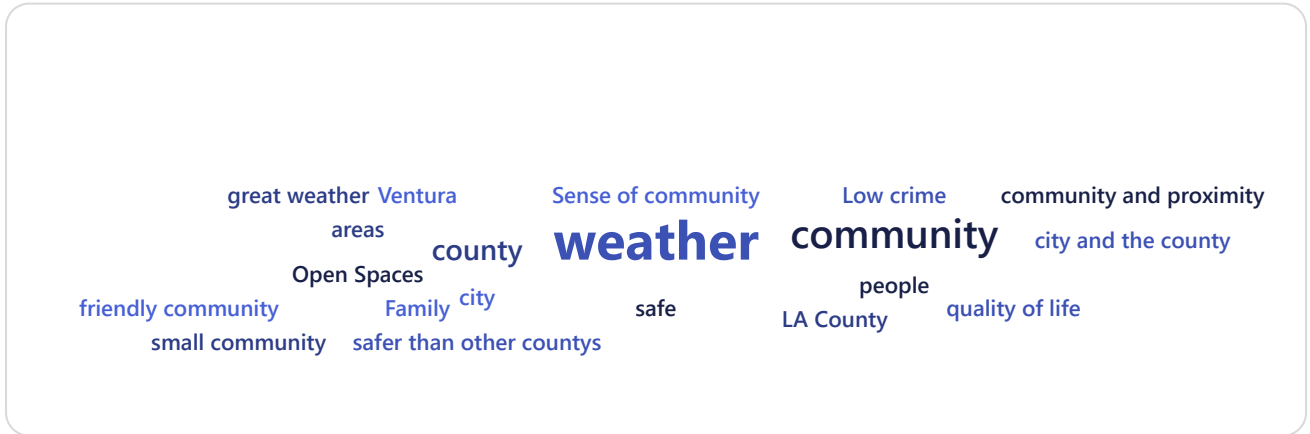 great weather Ventura Sense of community Low crime community and proximity
areas
county weather community city and the county
Open Spaces
people
friendly community Family city safe quality of life
LA County
small community safer than other countys